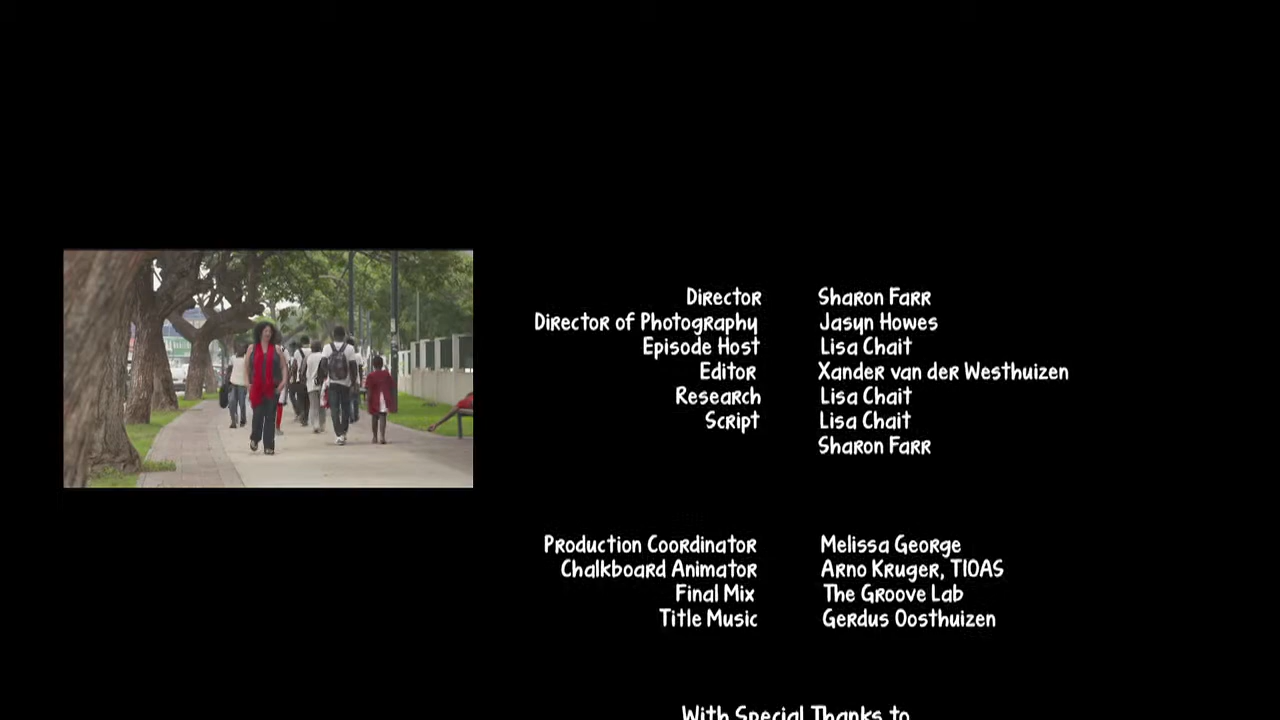 Director Sharon Farr
Director of Photography Jasyn Howes
Episode Host Lisa Chait
Editor Xander van der Westhuizen
Research Lisa Chait
Script Lisa Chait
Sharon Farr
Production Coordinator Melissa George
Chalkboard Animator Arno Kruger, TIOAS
Final Mix The Groove Lab
Title Music Gerdus Oosthuizen
With Special Thanks to